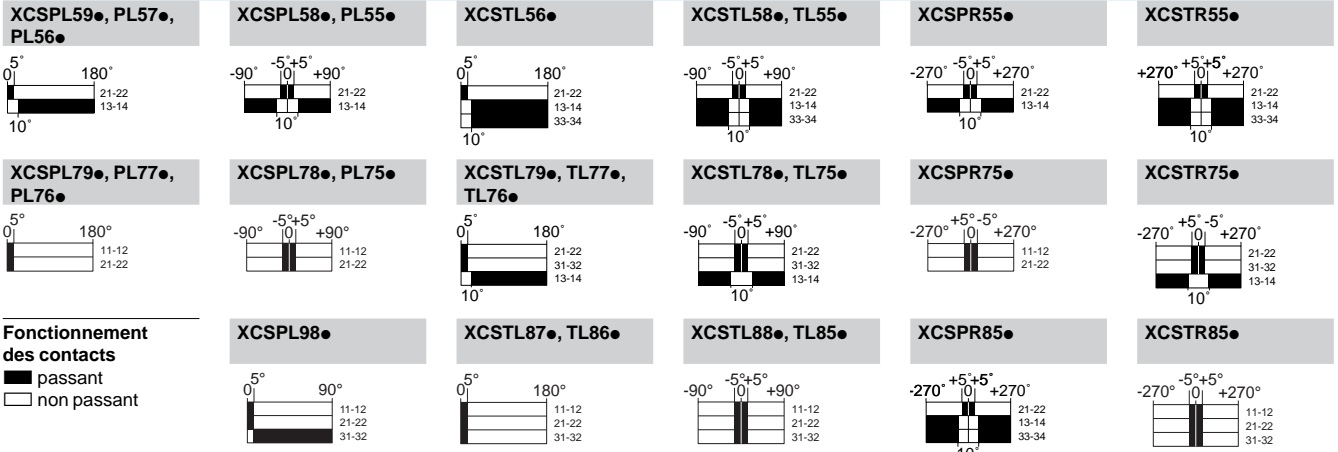 XCSPL59●, PL57●,
PL56●
5˚
0 180˚
21-22
13-14
10˚
XCSPL58●, PL55●
-5˚+5˚
-90˚ 0 +90˚
21-22
13-14
10˚
XCSTL56●
5˚
0 180˚
21-22
13-14
33-34
10˚
XCSTL58●, TL55●
-5˚+5˚
-90˚ 0 +90˚
21-22
13-14
33-34
10˚
XCSPR55●
-5˚+5˚
-270˚ 0 +270˚
21-22
13-14
10˚
XCSTR55●
+5˚+5˚
+270˚ 0 +270˚
21-22
13-14
33-34
10˚
XCSPL79●, PL77●,
PL76●
5°
0 180°
11-12
21-22
XCSPL78●, PL75●
-5°+5°
-90° 0 +90°
11-12
21-22
XCSTL79●, TL77●,
TL76●
5˚
0 180˚
21-22
31-32
13-14
10˚
XCSTL78●, TL75●
-5˚+5˚
-90˚ 0 +90˚
21-22
31-32
13-14
10˚
XCSPR75●
+5°-5°
-270° 0 +270°
11-12
21-22
XCSTR75●
+5˚-5˚
-270˚ 0 +270˚
21-22
31-32
13-14
10˚
Fonctionnement
des contacts
passant
non passant
XCSPL98●
5°
0 90°
11-12
21-22
31-32
XCSTL87●, TL86●
5°
0 180°
11-12
21-22
31-32
XCSTL88●, TL85●
-5°+5°
-90° 0 +90°
11-12
21-22
31-32
XCSPR85●
+5˚+5˚
-270˚ 0 +270˚
21-22
13-14
33-34
10˚
XCSTR85●
-5°+5°
-270° 0 +270°
11-12
21-22
31-32